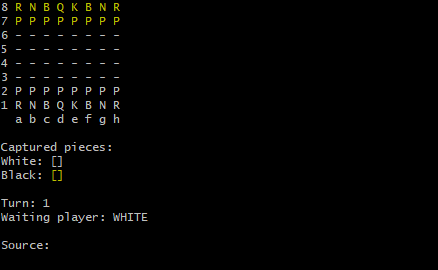 8 R N B Q K B N R
7 P P P P P P P P
6 - - - - - - - -
5 - - - - - - - -
4 - - - - - - - -
3 - - - - - - - -
2 P P P P P P P P
1 R N B Q K B N R
a b c d e f g h
Captured pieces:
White: []
Black: []
Turn: 1
Waiting player: WHITE
Source: